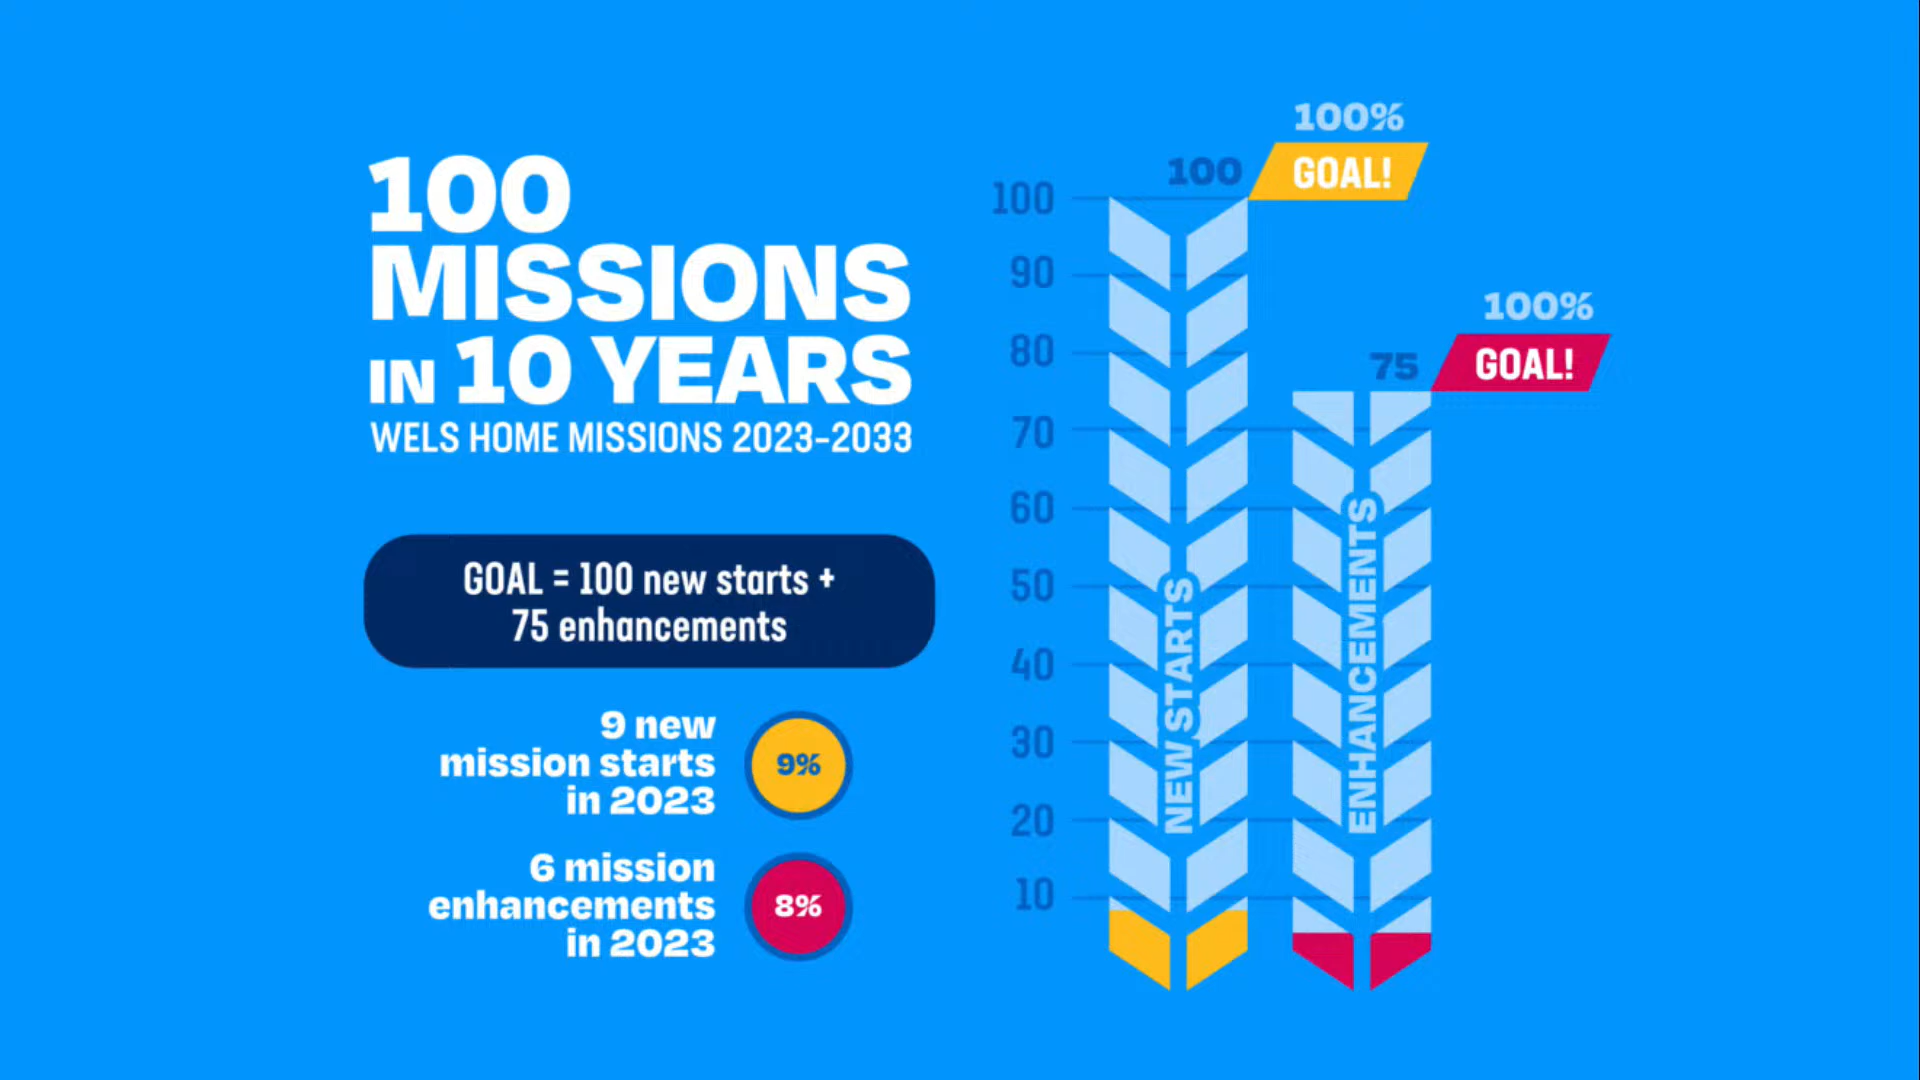 100
MISSIONS
IN 10 YEARS
WELS HOME MISSIONS 2023-2033
GOAL = 100 new starts +
75 enhancements
9 new
mission starts
in 2023
9%
6 mission
enhancements
in 2023
8%
100%
100 GOAL!
100%
75 GOAL!
100
90
80
70
60
50
40
30
20
10
NEW STARTS
ENHANCEMENTS